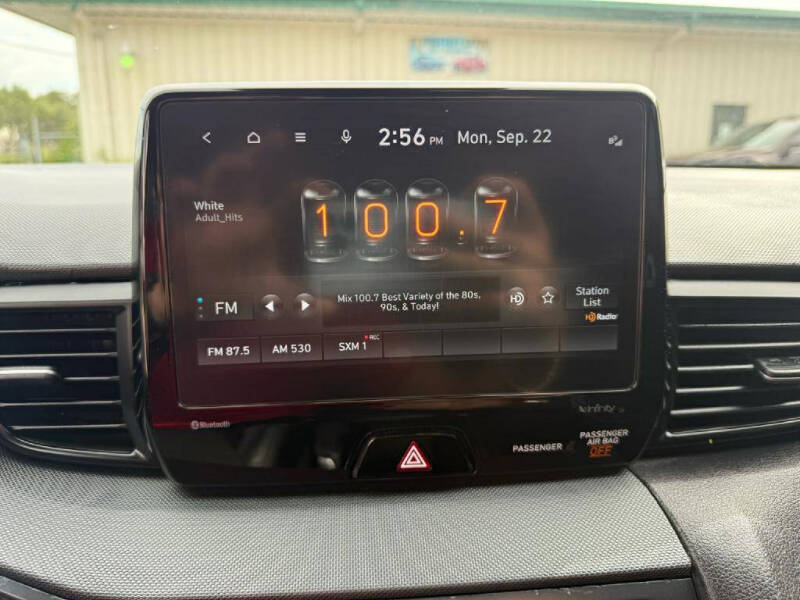 2:56 PM Mon, Sep. 22
White
Adult_Hits
100.7
FM
Mix 100.7 Best Variety of the 80s,
90s, & Today!
HD
Station
List
HD Radio
FM 87.5 AM 530 SXM 1 REC
infinity
Bluetooth
PASSENGER
PASSENGER
AIR BAG
OFF